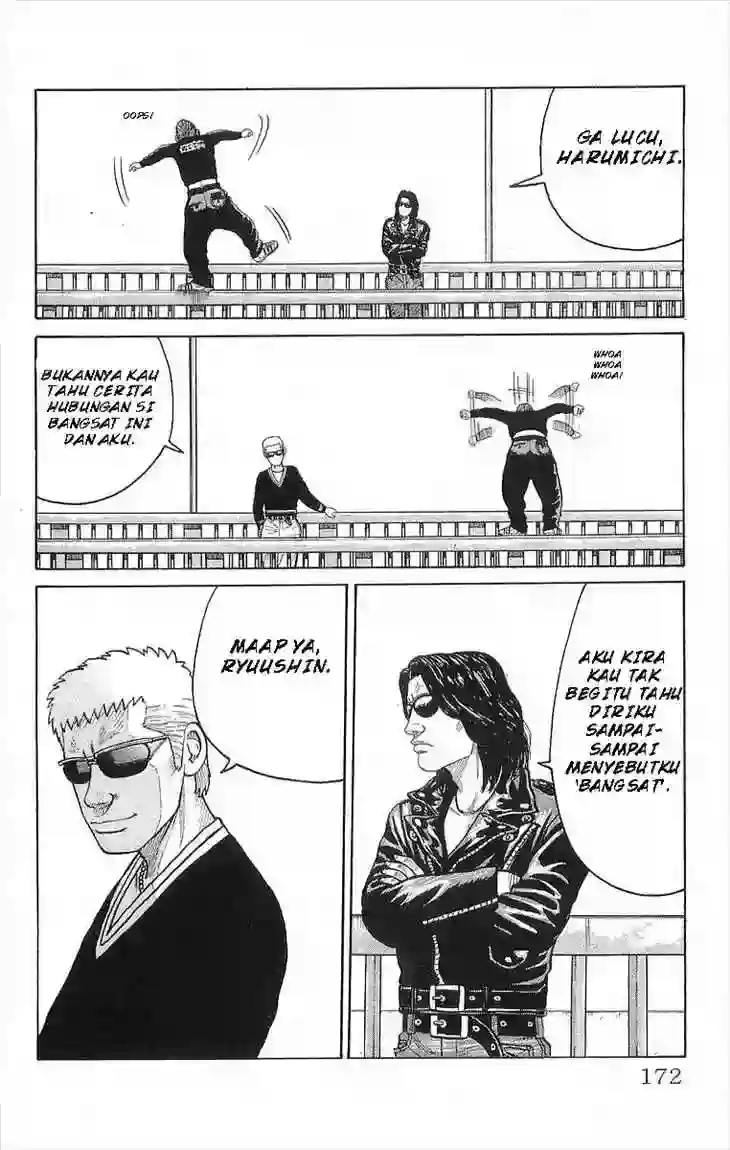 GA LUCU,
HARUMICHI.
OOPS!
WHOA
WHOA
WHOA!
BUKANNYA KAU
TAHU CERITA
HUBUNGAN SI
BANGSAT INI
DAN AKU.
AKU KIRA
KAU TAK
BEGITU TAHU
DIRIKU
SAMPAI-
SAMPAI
MENYEBUTKU
'BANGSAT'.
MAAP YA,
RYUUSHIN.
172